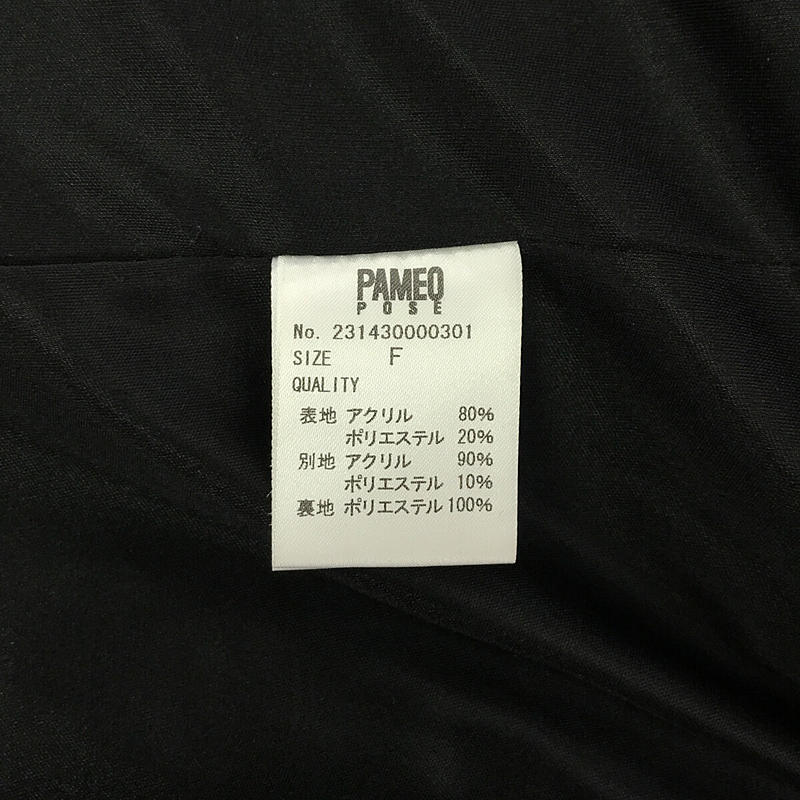 PAMEO
POSE
No. 231430000301
SIZE F
QUALITY
表地 アクリル 80%
ポリエステル 20%
別地 アクリル 90%
ポリエステル 10%
裏地 ポリエステル 100%